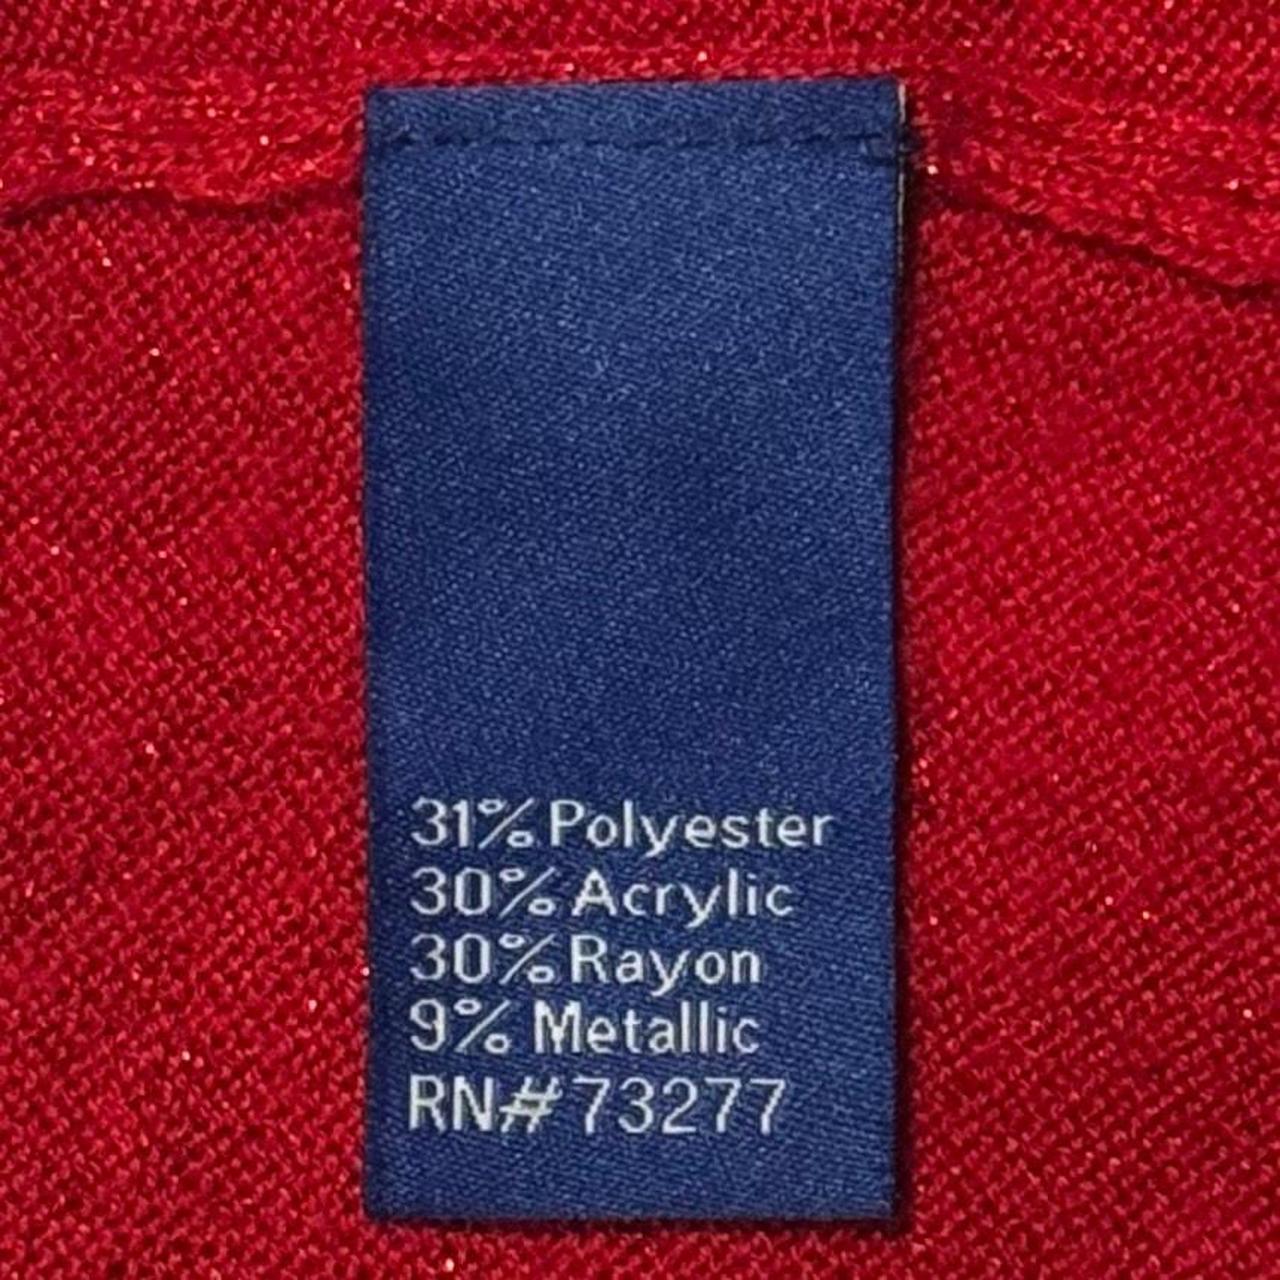 31% Polyester
30% Acrylic
30% Rayon
9% Metallic
RN# 73277